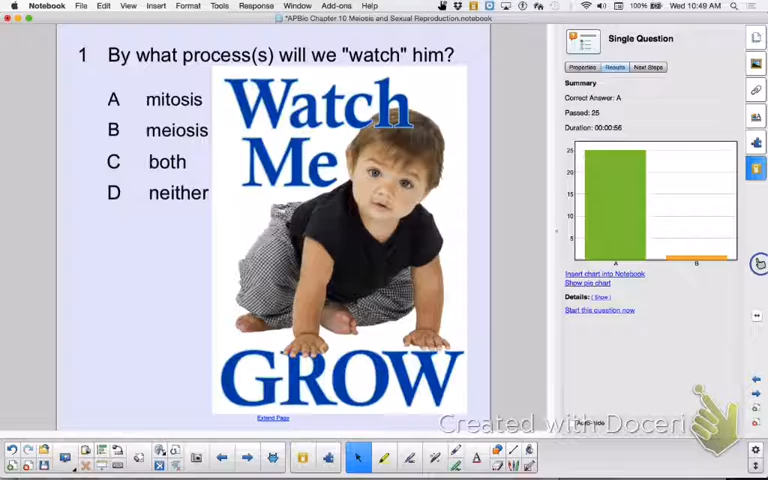 Notebook File Edit View Insert Format Tools Response Window Add-ons Help 100% Wed 10:49 AM
*APBio Chapter 10 Meiosis and Sexual Reproduction.notebook
1 By what process(s) will we "watch" him?
A mitosis
B meiosis
C both
D neither
Watch
Me
GROW
Extend Page
Single Question
Properties Results Next Steps
Summary
Correct Answer: A
Passed: 25
Duration: 00:00:56
25
20
15
10
5
A B
Insert chart into Notebook
Show pie chart
Details: ( Show )
Start this question now
Auto-hide
Created with Doceri